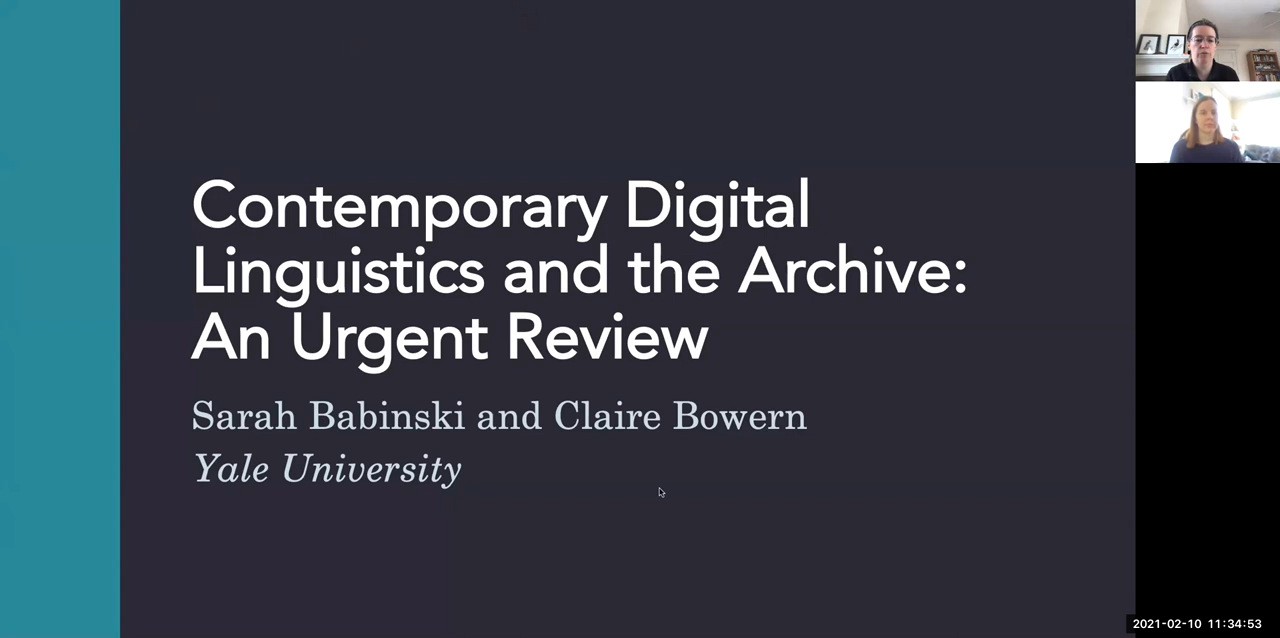 Contemporary Digital
Linguistics and the Archive:
An Urgent Review
Sarah Babinski and Claire Bowern
Yale University
2021-02-10 11:34:53